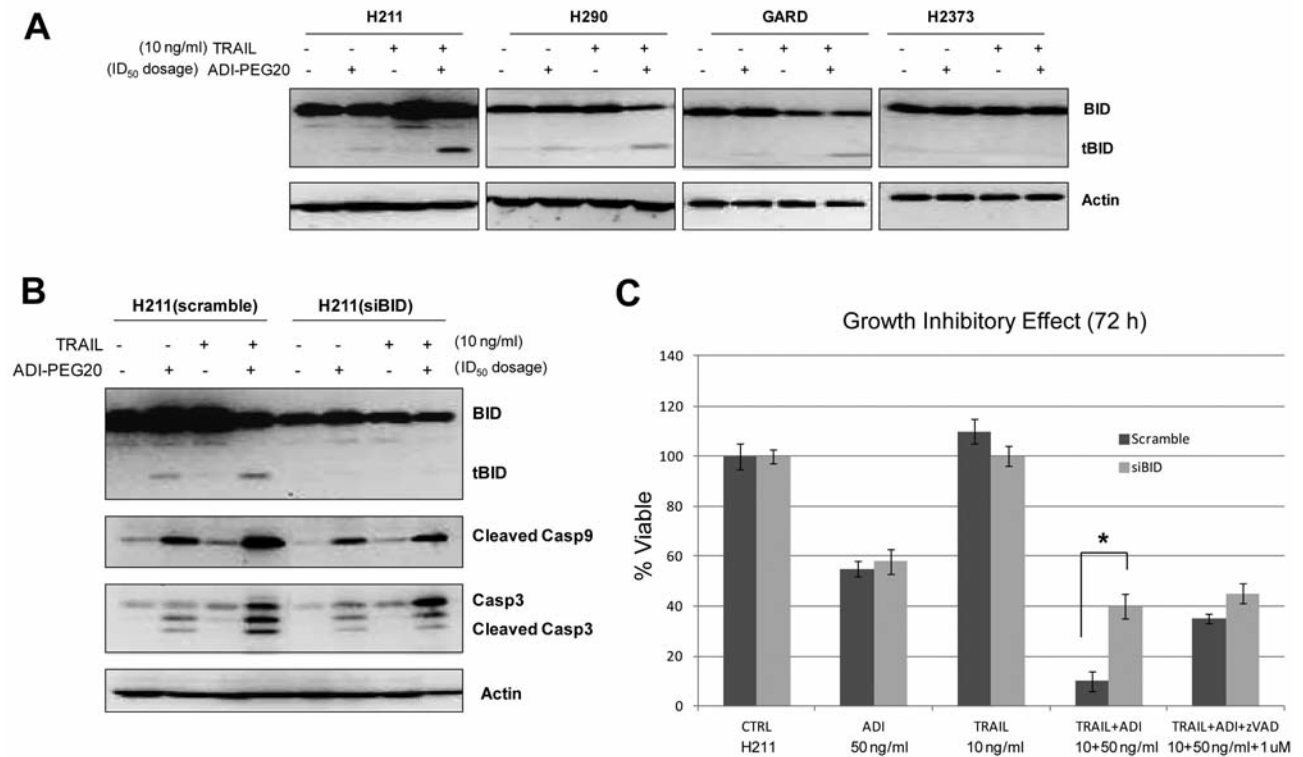 A
H211 H290 GARD H2373
(10 ng/ml) TRAIL - - + + - - + + - - + + - - + +
(ID50 dosage) ADI-PEG20 - + - + - + - + - + - + - + - +
BID
tBID
Actin
B
H211(scramble) H211(siBID)
TRAIL - - + + - - + + (10 ng/ml)
ADI-PEG20 - + - + - + - + (ID50 dosage)
BID
tBID
Cleaved Casp9
Casp3
Cleaved Casp3
Actin
C
Growth Inhibitory Effect (72 h)
% Viable
140
120
100
80
60
40
20
0
Scramble
siBID
*
CTRL ADI TRAIL TRAIL+ADI TRAIL+ADI+zVAD
H211 50 ng/ml 10 ng/ml 10+50 ng/ml 10+50 ng/ml+1 uM